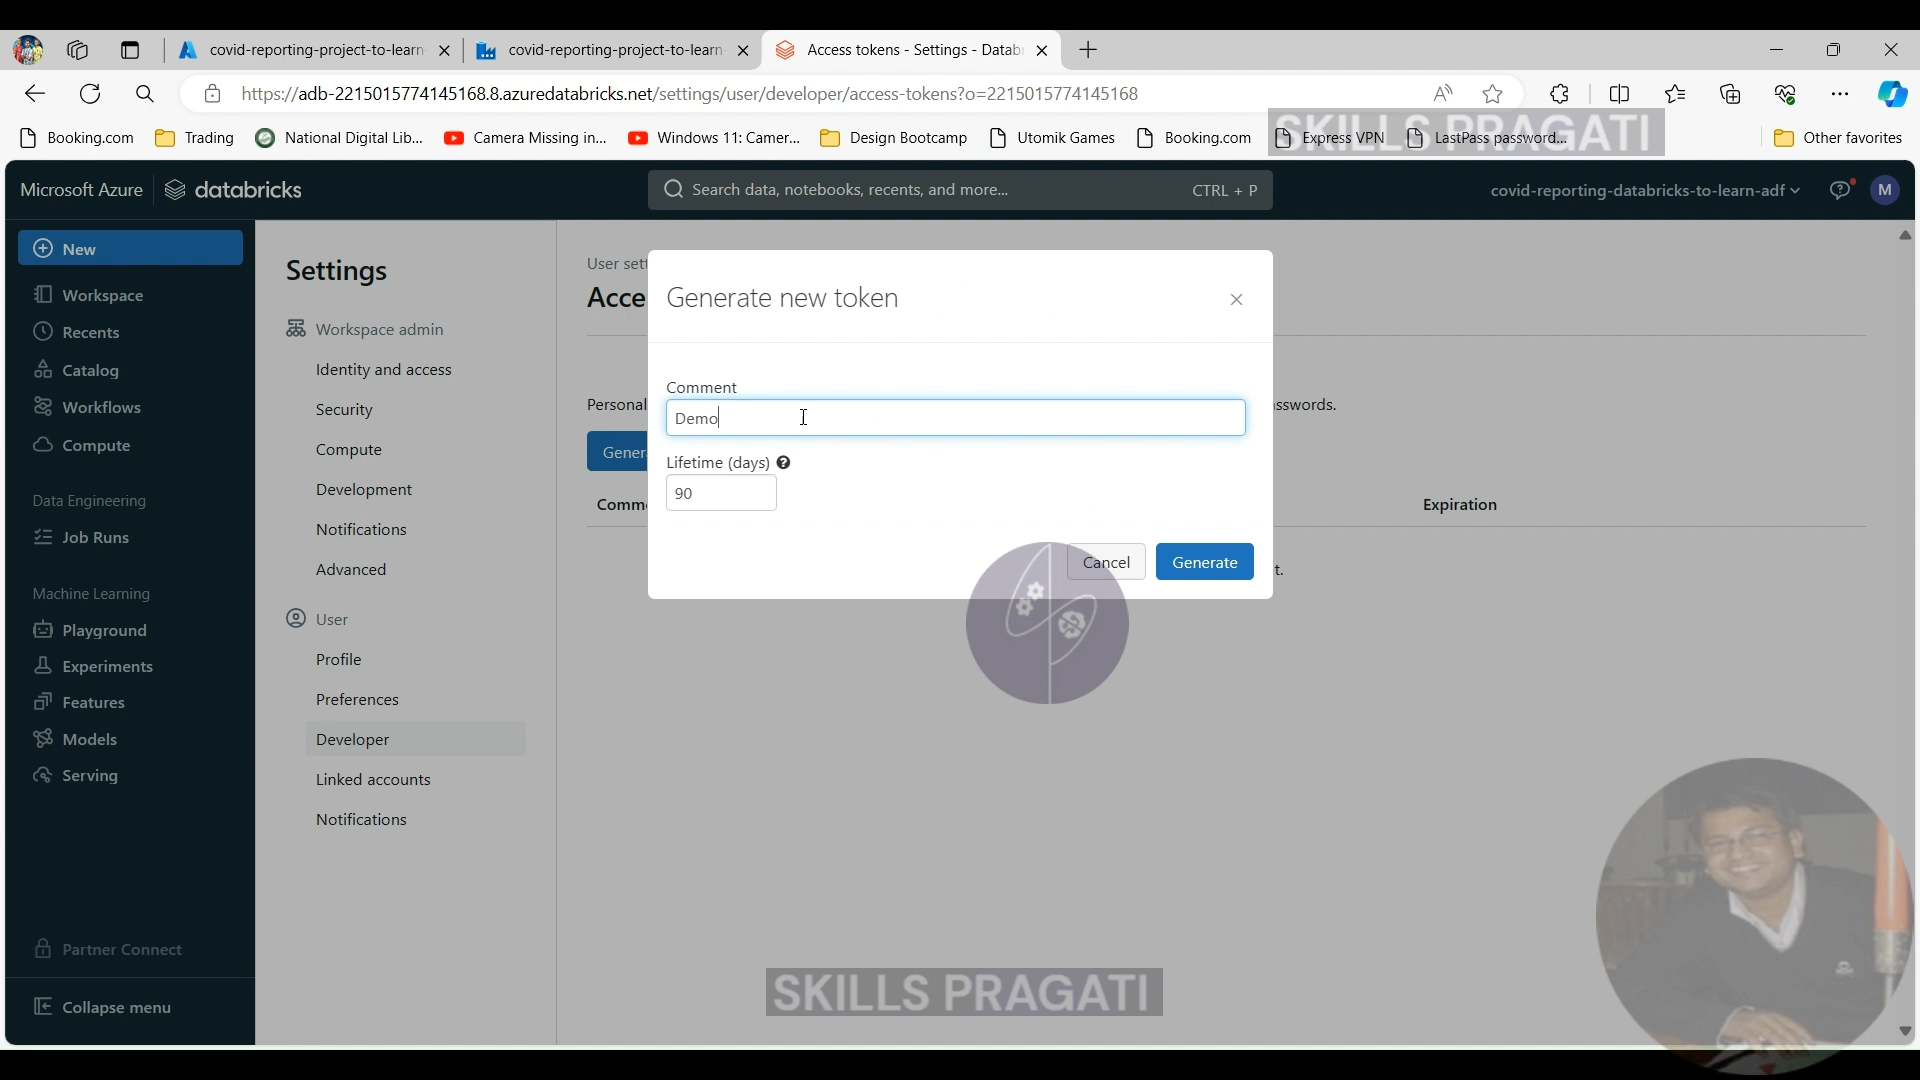 covid-reporting-project-to-learn
covid-reporting-project-to-learn
Access tokens - Settings - Datab
https://adb-2215015774145168.8.azuredatabricks.net/settings/user/developer/access-tokens?o=2215015774145168
Booking.com
Trading
National Digital Lib...
Camera Missing in...
Windows 11: Camer...
Design Bootcamp
Utomik Games
Booking.com
Express VPN
LastPass password...
Other favorites
SKILLS PRAGATI
Microsoft Azure
databricks
Search data, notebooks, recents, and more...
CTRL + P
covid-reporting-databricks-to-learn-adf
M
New
Workspace
Recents
Catalog
Workflows
Compute
Data Engineering
Job Runs
Machine Learning
Playground
Experiments
Features
Models
Serving
Partner Connect
Collapse menu
Settings
Workspace admin
Identity and access
Security
Compute
Development
Notifications
Advanced
User
Profile
Preferences
Developer
Linked accounts
Notifications
User sett
Acce
Personal
sswords.
Gener
Comm
Expiration
t.
Generate new token
Comment
Demo
Lifetime (days)
90
Cancel
Generate
SKILLS PRAGATI